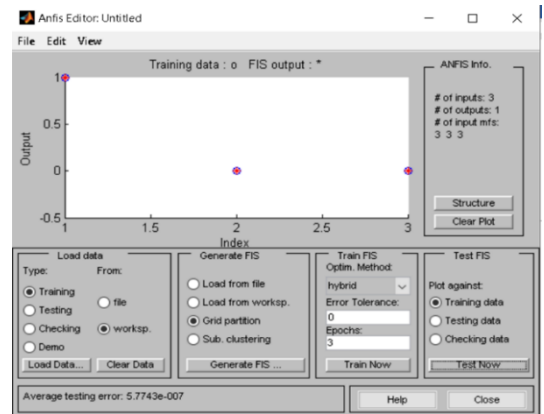 Anfis Editor: Untitled
File Edit View
Training data : o FIS output : *
1
0.5
0
-0.5
Output
1 1.5 2 2.5 3
Index
ANFIS Info.
# of inputs: 3
# of outputs: 1
# of input mfs:
3 3 3
Structure
Clear Plot
Load data
Type: From:
Training
Testing
Checking
Demo
file
worksp.
Load Data... Clear Data
Generate FIS
Load from file
Load from worksp.
Grid partition
Sub. clustering
Generate FIS ...
Train FIS
Optim. Method:
hybrid
Error Tolerance:
0
Epochs:
3
Train Now
Test FIS
Plot against:
Training data
Testing data
Checking data
Test Now
Average testing error: 5.7743e-007
Help
Close